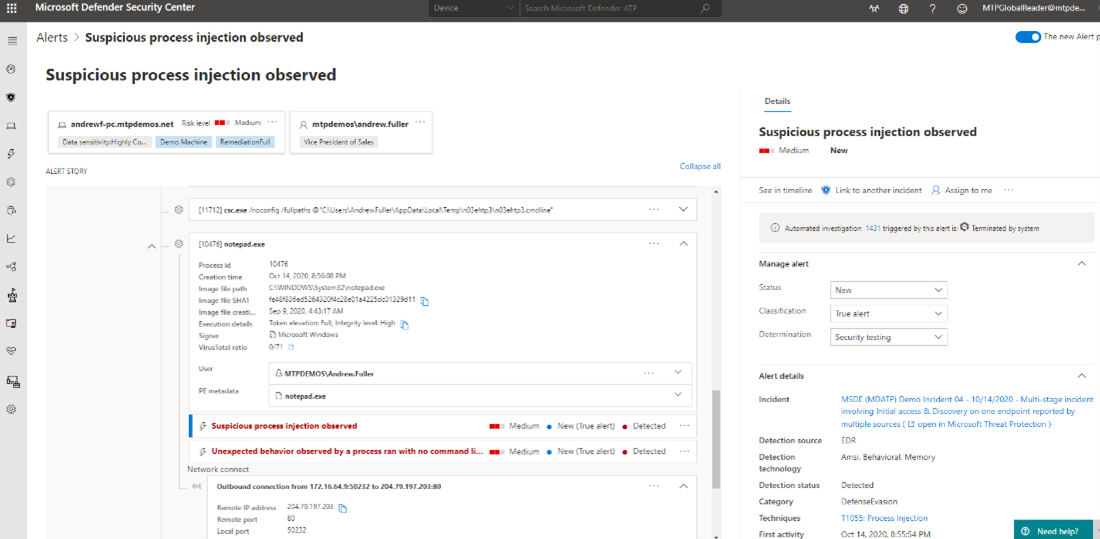 Microsoft Defender Security Center
Device
Search Microsoft Defender ATP
MTPGlobalReader@mtpde...
Alerts > Suspicious process injection observed
The new Alert p
Suspicious process injection observed
andrewf-pc.mtpdemos.net Risk level Medium ...
Data sensitivity:Highly Co... Demo Machine RemediationFull
mtpdemos\andrew.fuller ...
Vice President of Sales
Collapse all
ALERT STORY
[11712] csc.exe /noconfig /fullpaths @"C:\Users\Andrew.Fuller\AppData\Local\Temp\n03ehtp3\n03ehtp3.cmdline" ...
[10476] notepad.exe ...
Process id 10476
Creation time Oct 14, 2020, 8:56:08 PM
Image file path C:\WINDOWS\System32\notepad.exe
Image file SHA1 fe48f836ed5264320f4c28e01a4225dc01329d11
Image file creati... Sep 9, 2020, 4:43:17 AM
Execution details Token elevation: Full, Integrity level: High
Signer Microsoft Windows
VirusTotal ratio 0/71
User MTPDEMOS\Andrew.Fuller ...
PE metadata notepad.exe
Suspicious process injection observed Medium New (True alert) Detected ...
Unexpected behavior observed by a process ran with no command li... Medium New (True alert) Detected ...
Network connect
Outbound connection from 172.16.64.9:50232 to 204.79.197.203:80 ...
Remote IP address 204.79.197.203
Remote port 80
Local port 50232
Details
Suspicious process injection observed
Medium New
See in timeline Link to another incident Assign to me ...
Automated investigation 1431 triggered by this alert is: Terminated by system
Manage alert
Status New
Classification True alert
Determination Security testing
Alert details
Incident MSDE (MDATP) Demo Incident 04 - 10/14/2020 - Multi-stage incident
involving Initial access & Discovery on one endpoint reported by
multiple sources ( open in Microsoft Threat Protection )
Detection source EDR
Detection technology Amsi, Behavioral, Memory
Detection status Detected
Category DefenseEvasion
Techniques T1055: Process Injection
First activity Oct 14, 2020, 8:55:54 PM
Need help?